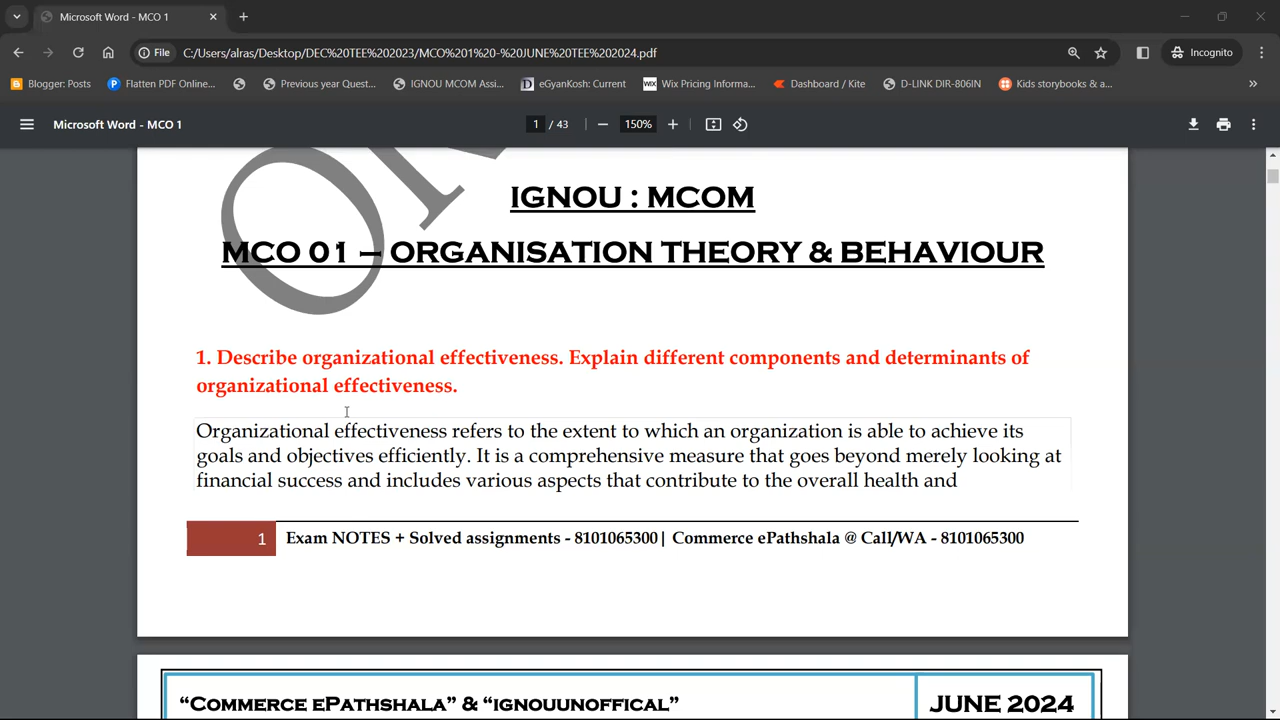 Microsoft Word - MCO 1
File
C:/Users/alras/Desktop/DEC%20TEE%202023/MCO%201%20-%20JUNE%20TEE%202024.pdf
Incognito
Blogger: Posts
Flatten PDF Online...
Previous year Quest...
IGNOU MCOM Assi...
eGyanKosh: Current
WIX Wix Pricing Informa...
Dashboard / Kite
D-LINK DIR-806IN
Kids storybooks & a...
Microsoft Word - MCO 1
1 / 43
150%
IGNOU : MCOM
MCO 01 – ORGANISATION THEORY & BEHAVIOUR
1. Describe organizational effectiveness. Explain different components and determinants of
organizational effectiveness.
Organizational effectiveness refers to the extent to which an organization is able to achieve its
goals and objectives efficiently. It is a comprehensive measure that goes beyond merely looking at
financial success and includes various aspects that contribute to the overall health and
1 Exam NOTES + Solved assignments - 8101065300| Commerce ePathshala @ Call/WA - 8101065300
“COMMERCE EPATHSHALA” & “IGNOUUNOFFICAL”
JUNE 2024